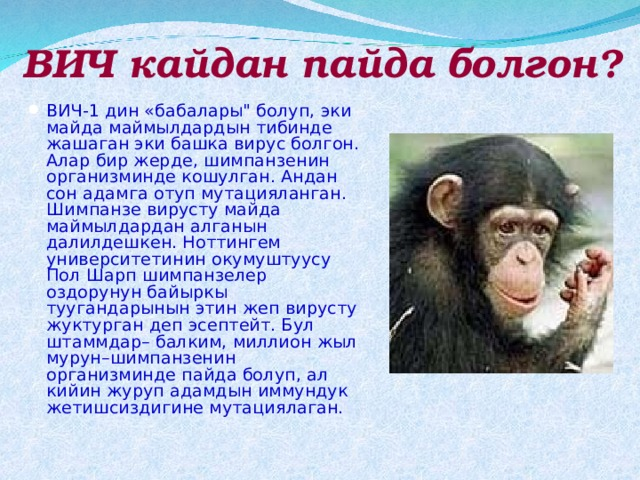 ВИЧ кайдан пайда болгон?
ВИЧ-1 дин «бабалары" болуп, эки
майда маймылдардын тибинде
жашаган эки башка вирус болгон.
Алар бир жерде, шимпанзенин
организминде кошулган. Андан
сон адамга отуп мутацияланган.
Шимпанзе вирусту майда
маймылдардан алганын
далилдешкен. Ноттингем
университетинин окумуштуусу
Пол Шарп шимпанзелер
оздорунун байыркы
туугандарынын этин жеп вирусту
жуктурган деп эсептейт. Бул
штаммдар– балким, миллион жыл
мурун–шимпанзенин
организминде пайда болуп, ал
кийин журуп адамдын иммундук
жетишсиздигине мутациялаган.